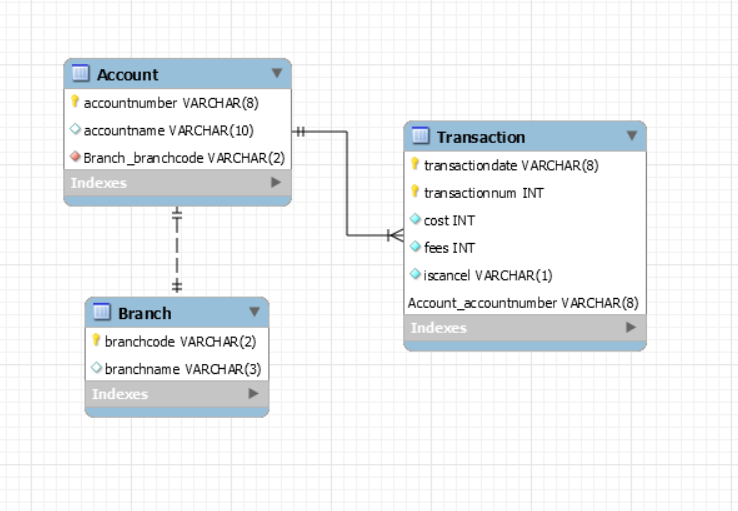 Account
accountnumber VARCHAR(8)
accountname VARCHAR(10)
Branch_branchcode VARCHAR(2)
Indexes
Transaction
transactiondate VARCHAR(8)
transactionnum INT
cost INT
fees INT
iscancel VARCHAR(1)
Account_accountnumber VARCHAR(8)
Indexes
Branch
branchcode VARCHAR(2)
branchname VARCHAR(3)
Indexes